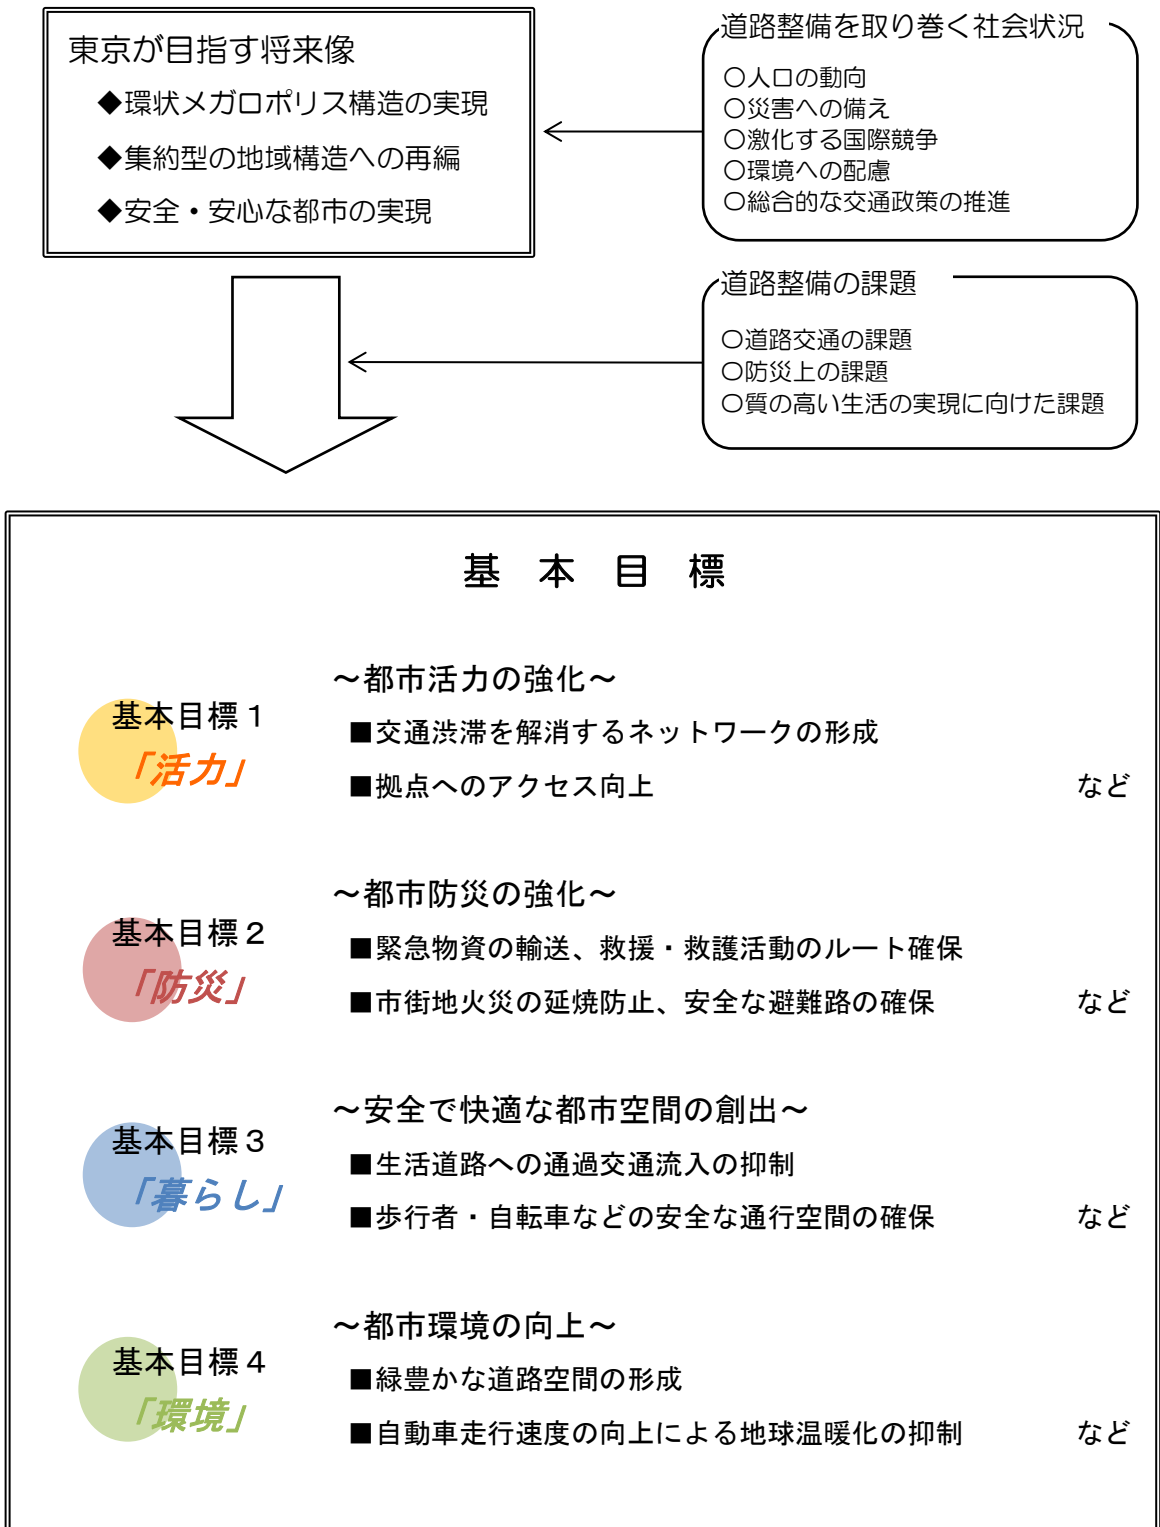 東京が目指す将来像
◆環状メガロポリス構造の実現
◆集約型の地域構造への再編
◆安全・安心な都市の実現
道路整備を取り巻く社会状況
○人口の動向
○災害への備え
○激化する国際競争
○環境への配慮
○総合的な交通政策の推進
道路整備の課題
○道路交通の課題
○防災上の課題
○質の高い生活の実現に向けた課題
基本目標
基本目標1
「活力」
～都市活力の強化～
■交通渋滞を解消するネットワークの形成
■拠点へのアクセス向上 など
基本目標2
「防災」
～都市防災の強化～
■緊急物資の輸送、救援・救護活動のルート確保
■市街地火災の延焼防止、安全な避難路の確保 など
基本目標3
「暮らし」
～安全で快適な都市空間の創出～
■生活道路への通過交通流入の抑制
■歩行者・自転車などの安全な通行空間の確保 など
基本目標4
「環境」
～都市環境の向上～
■緑豊かな道路空間の形成
■自動車走行速度の向上による地球温暖化の抑制 など